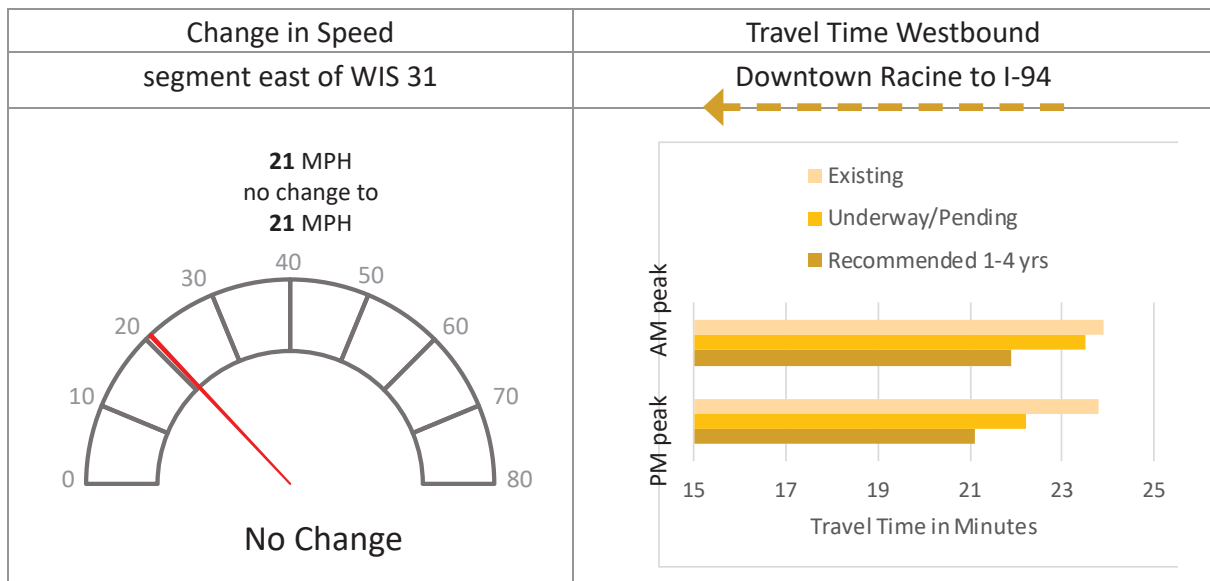 Change in Speed
segment east of WIS 31
21 MPH
no change to
21 MPH
0
10
20
30
40
50
60
70
80
No Change
Travel Time Westbound
Downtown Racine to I-94
Existing
Underway/Pending
Recommended 1-4 yrs
AM peak
PM peak
15 17 19 21 23 25
Travel Time in Minutes